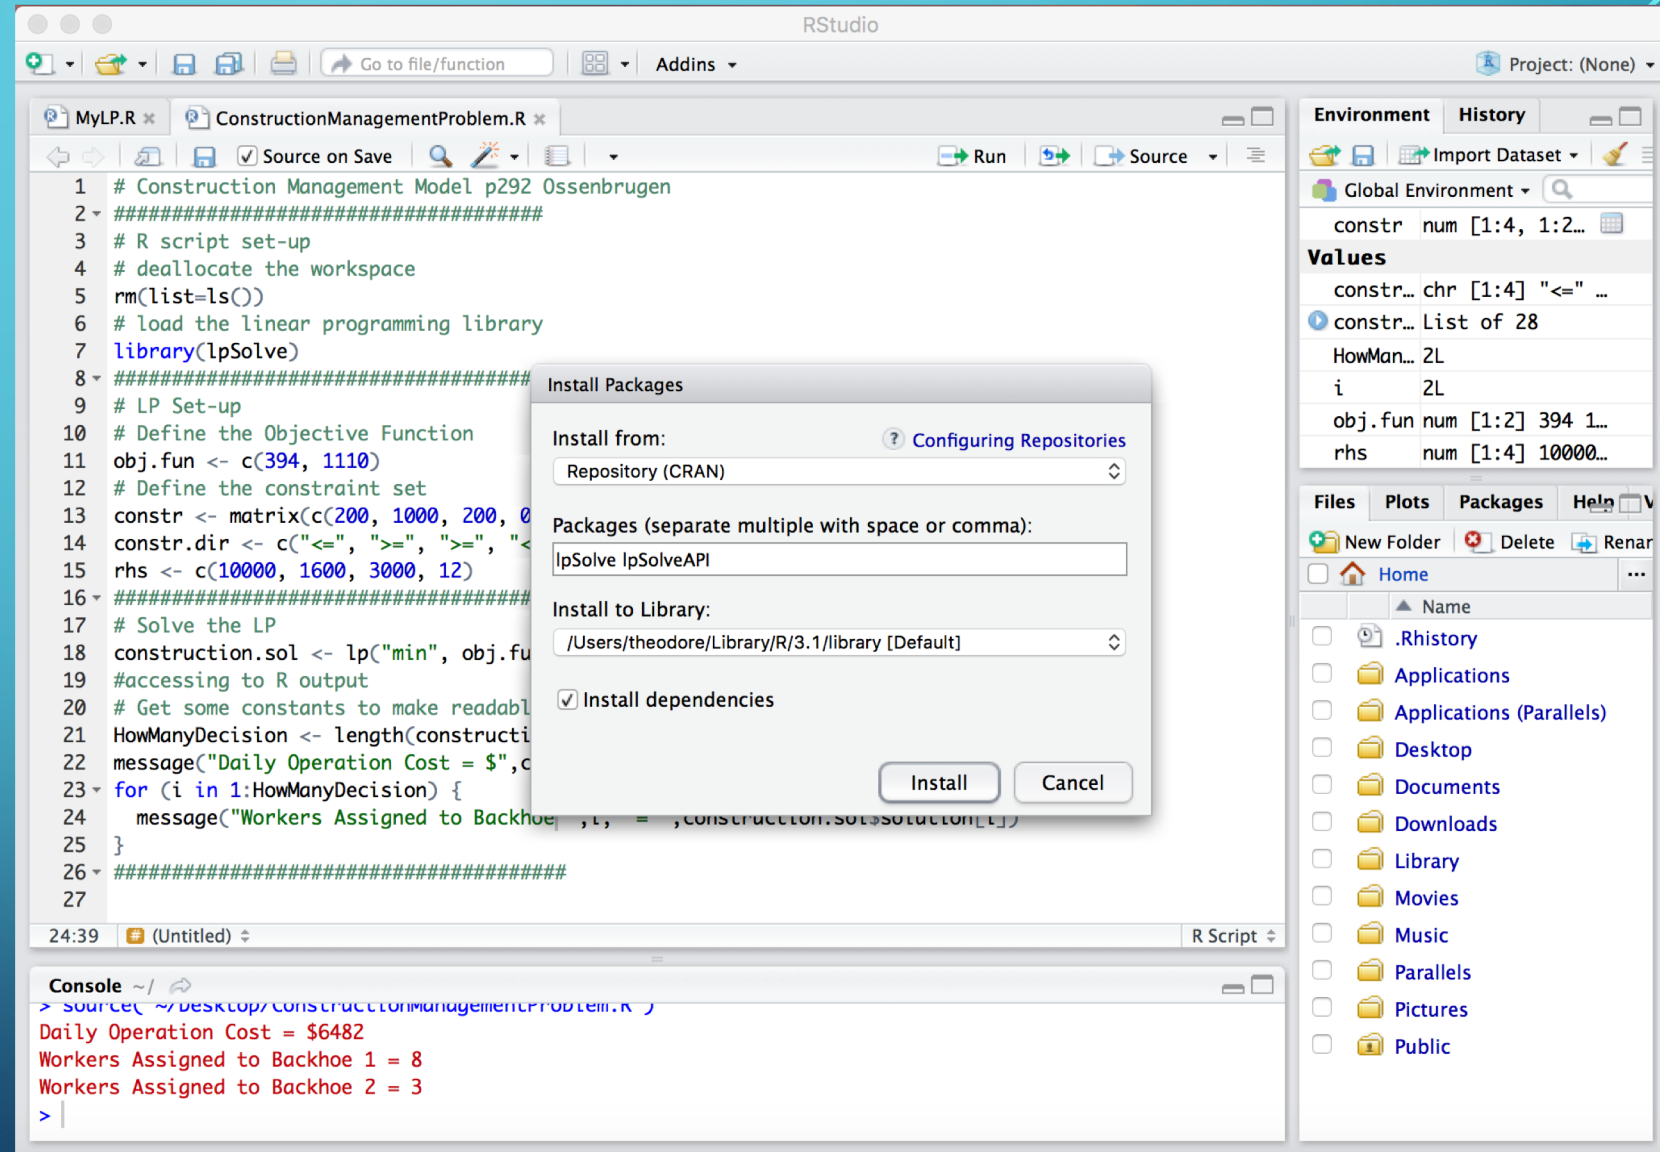 RStudio
Go to file/function
Addins
Project: (None)
MyLP.R
ConstructionManagementProblem.R
Source on Save
Run
Source
1 # Construction Management Model p292 Ossenbrugen
2 #####################################
3 # R script set-up
4 # deallocate the workspace
5 rm(list=ls())
6 # load the linear programming library
7 library(lpSolve)
8 ####################################
9 # LP Set-up
10 # Define the Objective Function
11 obj.fun <- c(394, 1110)
12 # Define the constraint set
13 constr <- matrix(c(200, 1000, 200, 0
14 constr.dir <- c("<=", ">=", ">=", "<
15 rhs <- c(10000, 1600, 3000, 12)
16 ####################################
17 # Solve the LP
18 construction.sol <- lp("min", obj.fu
19 #accessing to R output
20 # Get some constants to make readabl
21 HowManyDecision <- length(constructi
22 message("Daily Operation Cost = $",c
23 for (i in 1:HowManyDecision) {
24 message("Workers Assigned to Backhoe ",i, " = ",construction.sol$solution[i])
25 }
26 #######################################
27
24:39
(Untitled)
R Script
Install Packages
Install from:
? Configuring Repositories
Repository (CRAN)
Packages (separate multiple with space or comma):
lpSolve lpSolveAPI
Install to Library:
/Users/theodore/Library/R/3.1/library [Default]
Install dependencies
Install
Cancel
Console ~/
> source("~/Desktop/ConstructionManagementProblem.R")
Daily Operation Cost = $6482
Workers Assigned to Backhoe 1 = 8
Workers Assigned to Backhoe 2 = 3
>
Environment
History
Import Dataset
Global Environment
constr num [1:4, 1:2…
Values
constr… chr [1:4] "<=" …
constr… List of 28
HowMan… 2L
i 2L
obj.fun num [1:2] 394 1…
rhs num [1:4] 10000…
Files
Plots
Packages
Help
V
New Folder
Delete
Renar
Home
...
Name
.Rhistory
Applications
Applications (Parallels)
Desktop
Documents
Downloads
Library
Movies
Music
Parallels
Pictures
Public